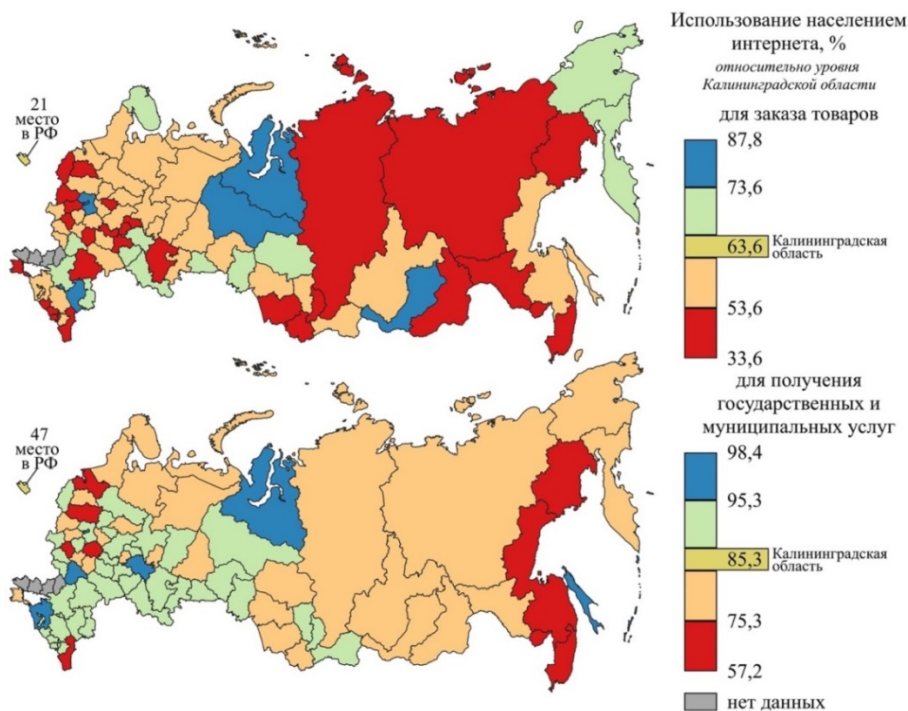 Использование населением
интернета, %
относительно уровня
Калининградской области
для заказа товаров
87,8
73,6
63,6
Калининградская
область
53,6
33,6
21
место
в РФ
для получения
государственных и
муниципальных услуг
98,4
95,3
85,3
Калининградская
область
75,3
57,2
нет данных
47
место
в РФ